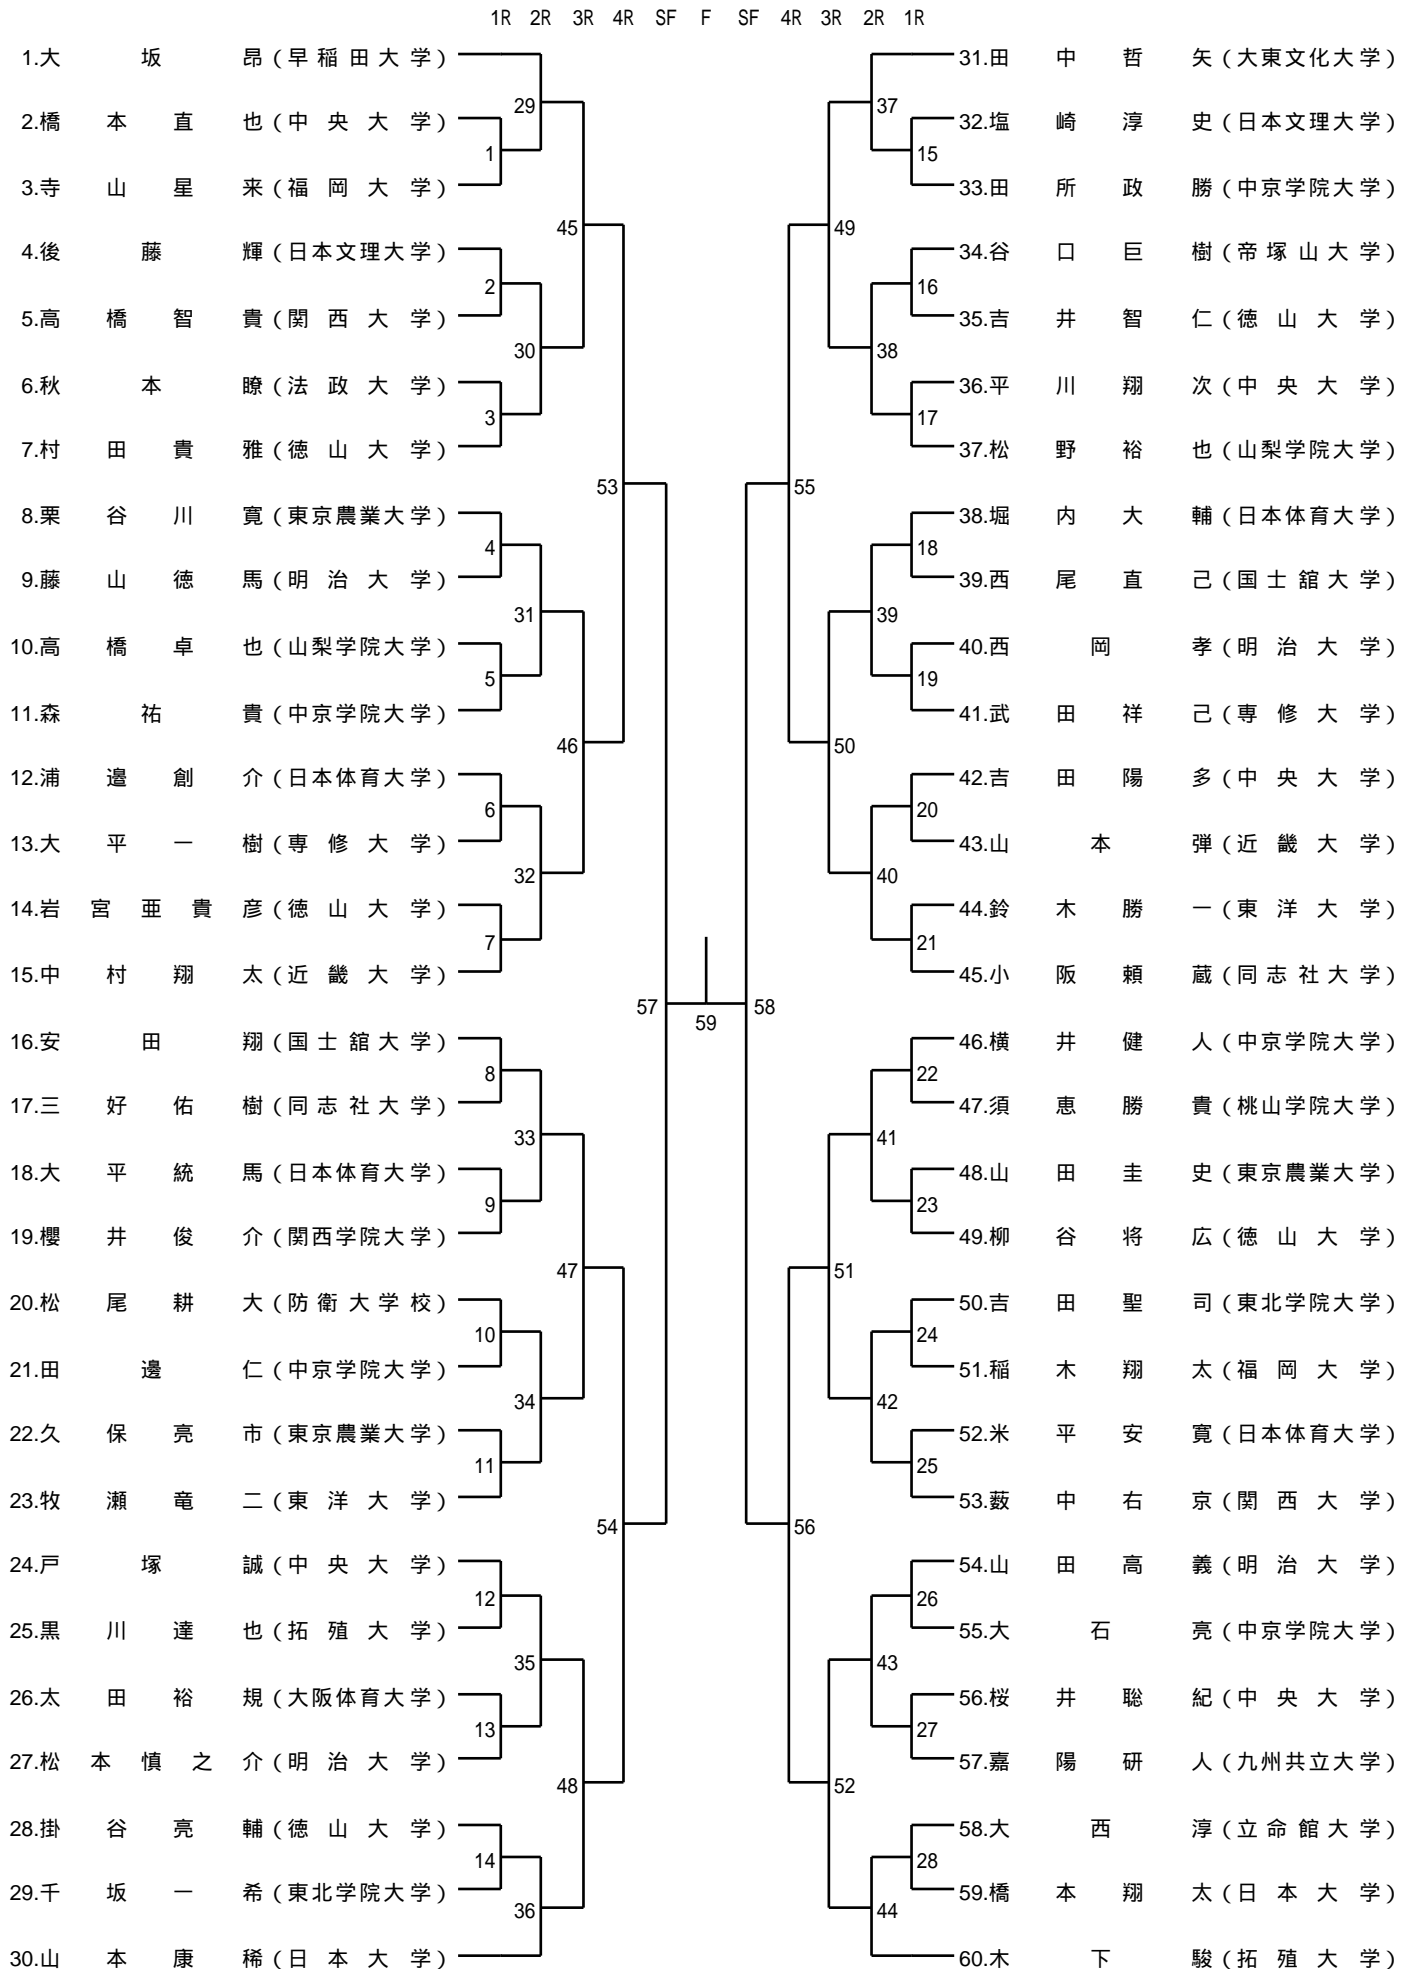 1R 2R 3R 4R SF F SF 4R 3R 2R 1R
1.大坂昂(早稲田大学)
2.橋本直也(中央大学)
3.寺山星来(福岡大学)
4.後藤輝(日本文理大学)
5.高橋智貴(関西大学)
6.秋本瞭(法政大学)
7.村田貴雅(徳山大学)
8.栗谷川寛(東京農業大学)
9.藤山徳馬(明治大学)
10.高橋卓也(山梨学院大学)
11.森祐貴(中京学院大学)
12.浦邉創介(日本体育大学)
13.大平一樹(専修大学)
14.岩宮亜貴彦(徳山大学)
15.中村翔太(近畿大学)
16.安田翔(国士舘大学)
17.三好佑樹(同志社大学)
18.大平統馬(日本体育大学)
19.櫻井俊介(関西学院大学)
20.松尾耕大(防衛大学校)
21.田邊仁(中京学院大学)
22.久保亮市(東京農業大学)
23.牧瀬竜二(東洋大学)
24.戸塚誠(中央大学)
25.黒川達也(拓殖大学)
26.太田裕規(大阪体育大学)
27.松本慎之介(明治大学)
28.掛谷亮輔(徳山大学)
29.千坂一希(東北学院大学)
30.山本康稀(日本大学)
1
2
3
4
5
6
7
8
9
10
11
12
13
14
29
30
31
32
33
34
35
36
45
46
47
48
53
54
57
59
58
55
56
49
50
51
52
37
38
39
40
41
42
43
44
15
16
17
18
19
20
21
22
23
24
25
26
27
28
31.田中哲矢(大東文化大学)
32.塩崎淳史(日本文理大学)
33.田所政勝(中京学院大学)
34.谷口巨樹(帝塚山大学)
35.吉井智仁(徳山大学)
36.平川翔次(中央大学)
37.松野裕也(山梨学院大学)
38.堀内大輔(日本体育大学)
39.西尾直己(国士舘大学)
40.西岡孝(明治大学)
41.武田祥己(専修大学)
42.吉田陽多(中央大学)
43.山本弾(近畿大学)
44.鈴木勝一(東洋大学)
45.小阪頼蔵(同志社大学)
46.横井健人(中京学院大学)
47.須恵勝貴(桃山学院大学)
48.山田圭史(東京農業大学)
49.柳谷将広(徳山大学)
50.吉田聖司(東北学院大学)
51.稲木翔太(福岡大学)
52.米平安寛(日本体育大学)
53.薮中右京(関西大学)
54.山田高義(明治大学)
55.大石亮(中京学院大学)
56.桜井聡紀(中央大学)
57.嘉陽研人(九州共立大学)
58.大西淳(立命館大学)
59.橋本翔太(日本大学)
60.木下駿(拓殖大学)